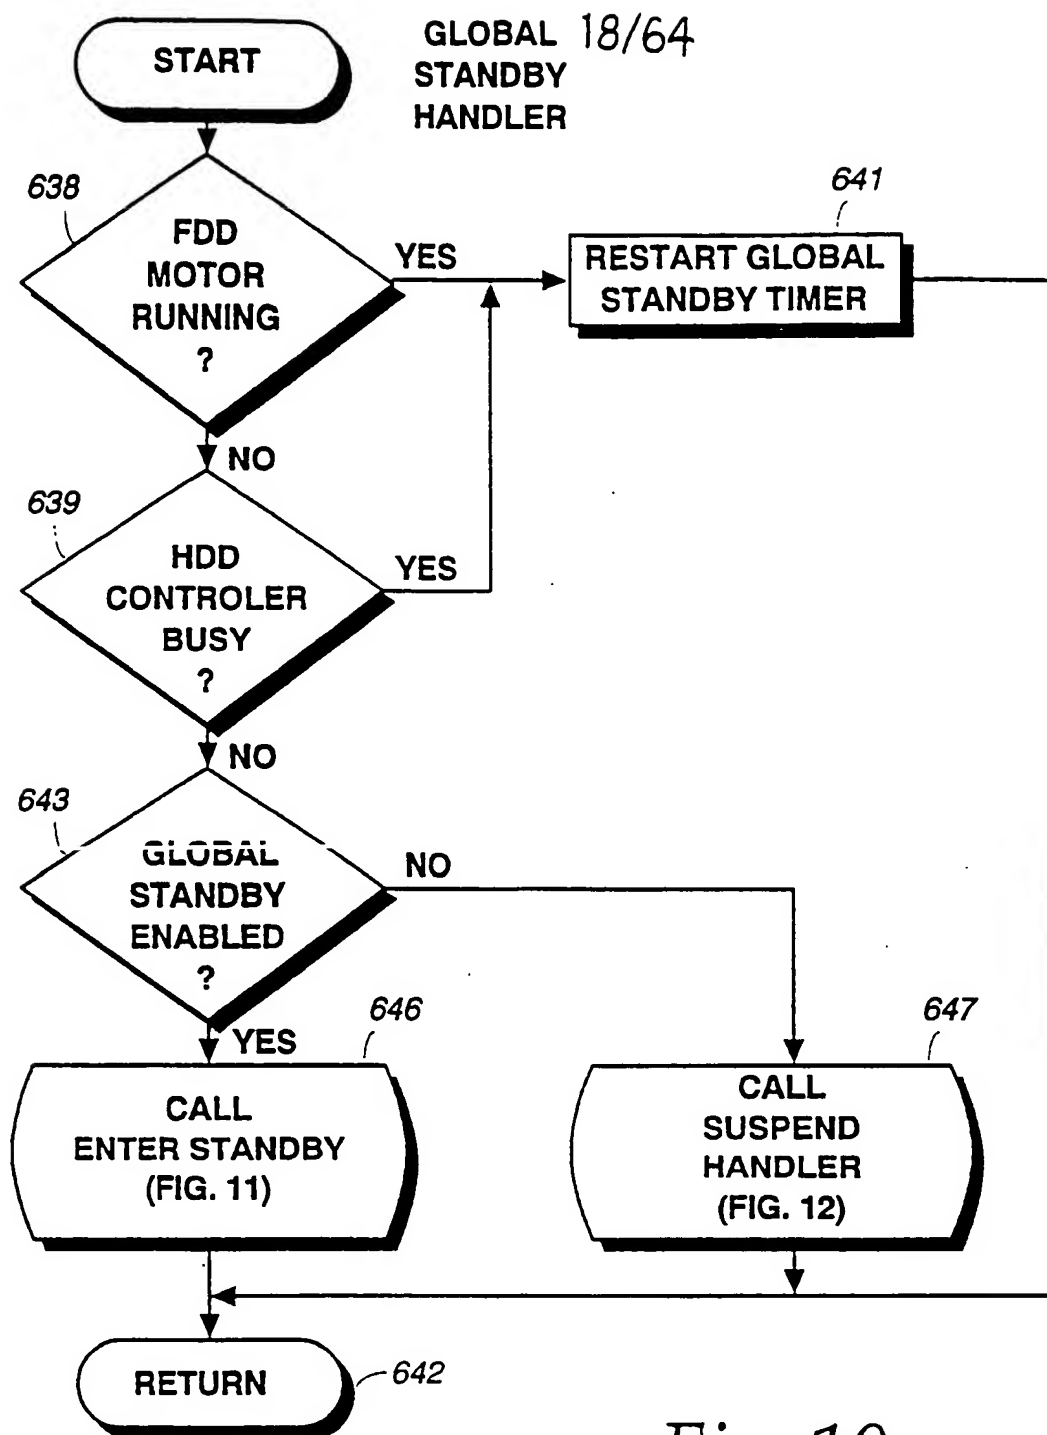 START
GLOBAL 18/64
STANDBY
HANDLER
638
FDD
MOTOR
RUNNING
?
YES
641
RESTART GLOBAL
STANDBY TIMER
NO
639
HDD
CONTROLER
BUSY
?
YES
NO
643
GLOBAL
STANDBY
ENABLED
?
NO
YES
646
CALL
ENTER STANDBY
(FIG. 11)
647
CALL
SUSPEND
HANDLER
(FIG. 12)
RETURN
642